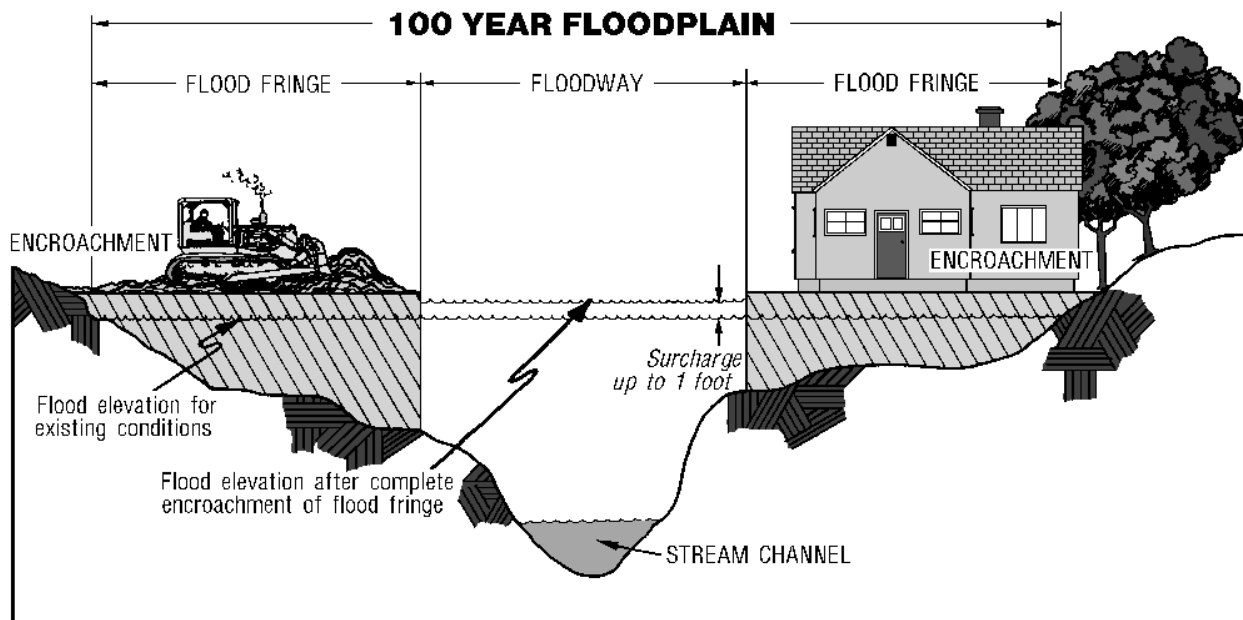 100 YEAR FLOODPLAIN
FLOOD FRINGE
FLOODWAY
FLOOD FRINGE
ENCROACHMENT
ENCROACHMENT
Surcharge
up to 1 foot
Flood elevation for
existing conditions
Flood elevation after complete
encroachment of flood fringe
STREAM CHANNEL